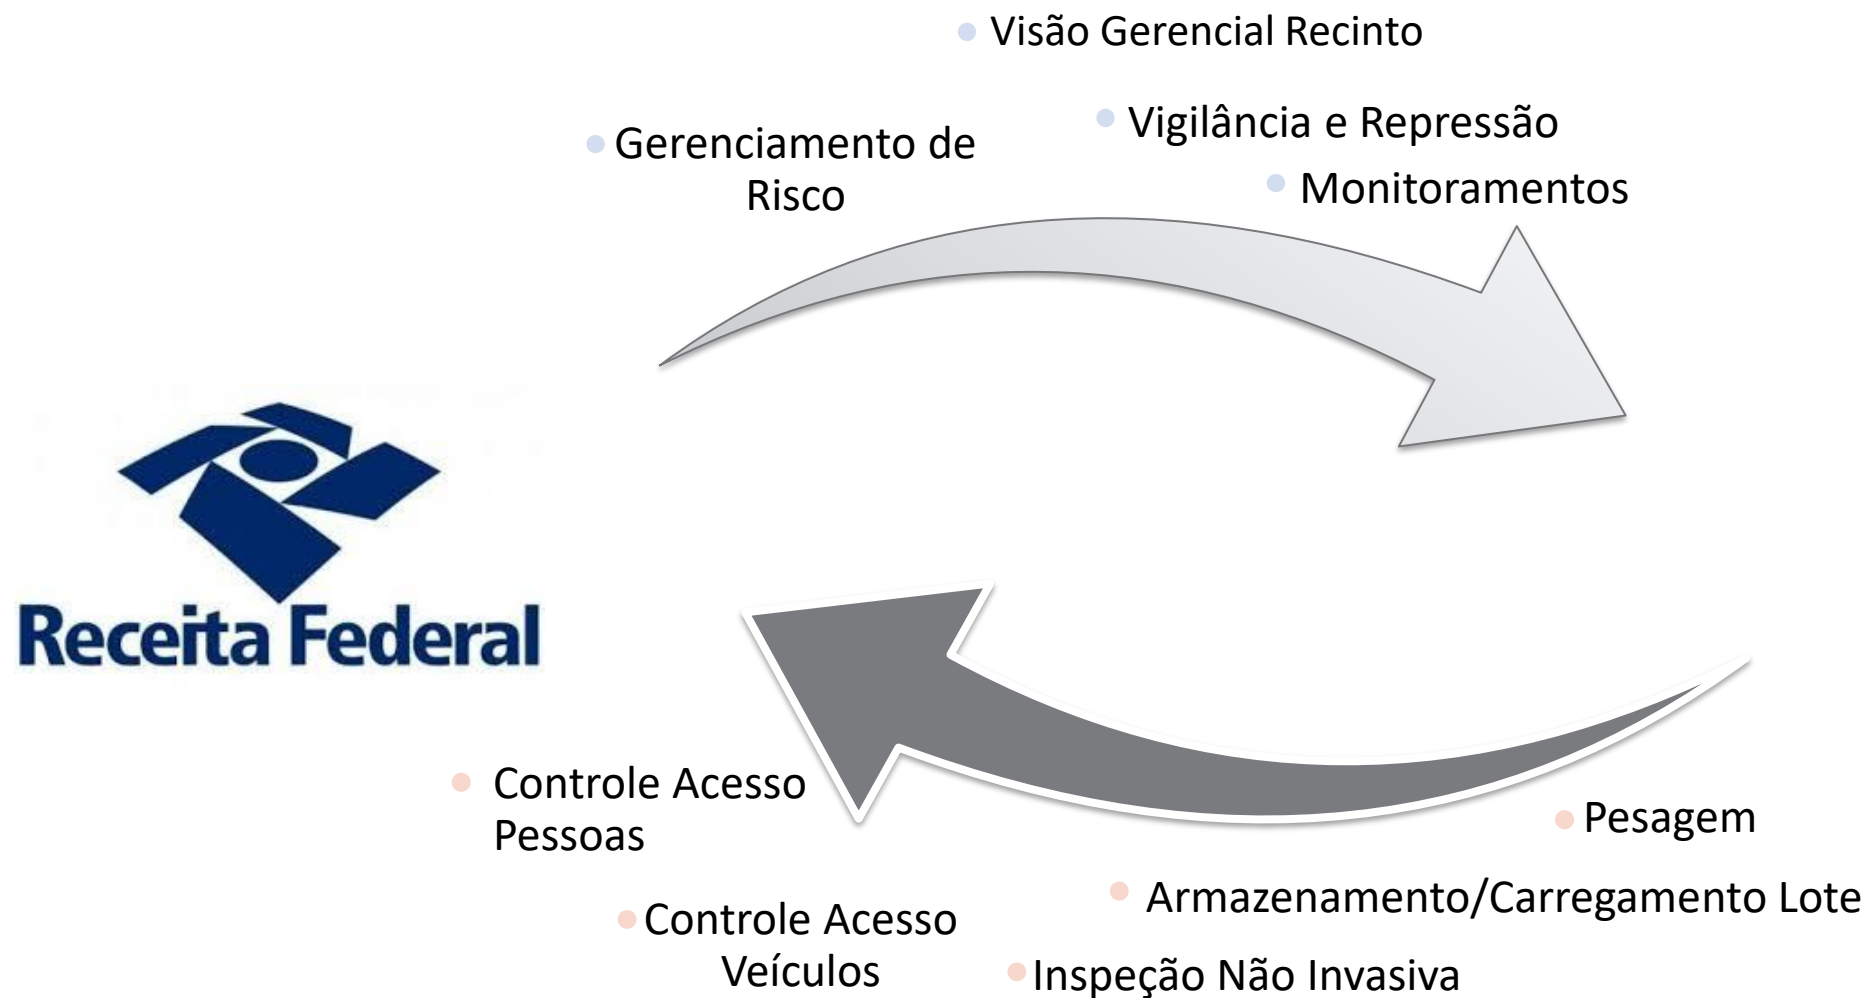 Visão Gerencial Recinto
Vigilância e Repressão
Gerenciamento de
Risco
Monitoramentos
Receita Federal
Controle Acesso
Pessoas
Pesagem
Armazenamento/Carregamento Lote
Controle Acesso
Veículos
Inspeção Não Invasiva